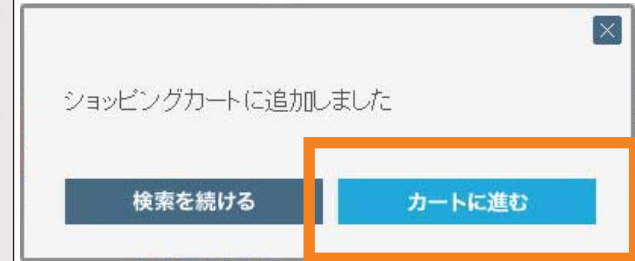 ショッピングカートに追加しました
検索を続ける
カートに進む